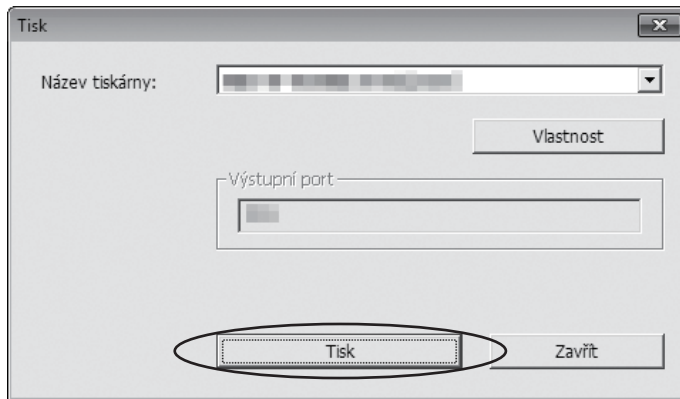 Tisk
Název tiskárny:
Vlastnost
Výstupní port
Tisk
Zavřít